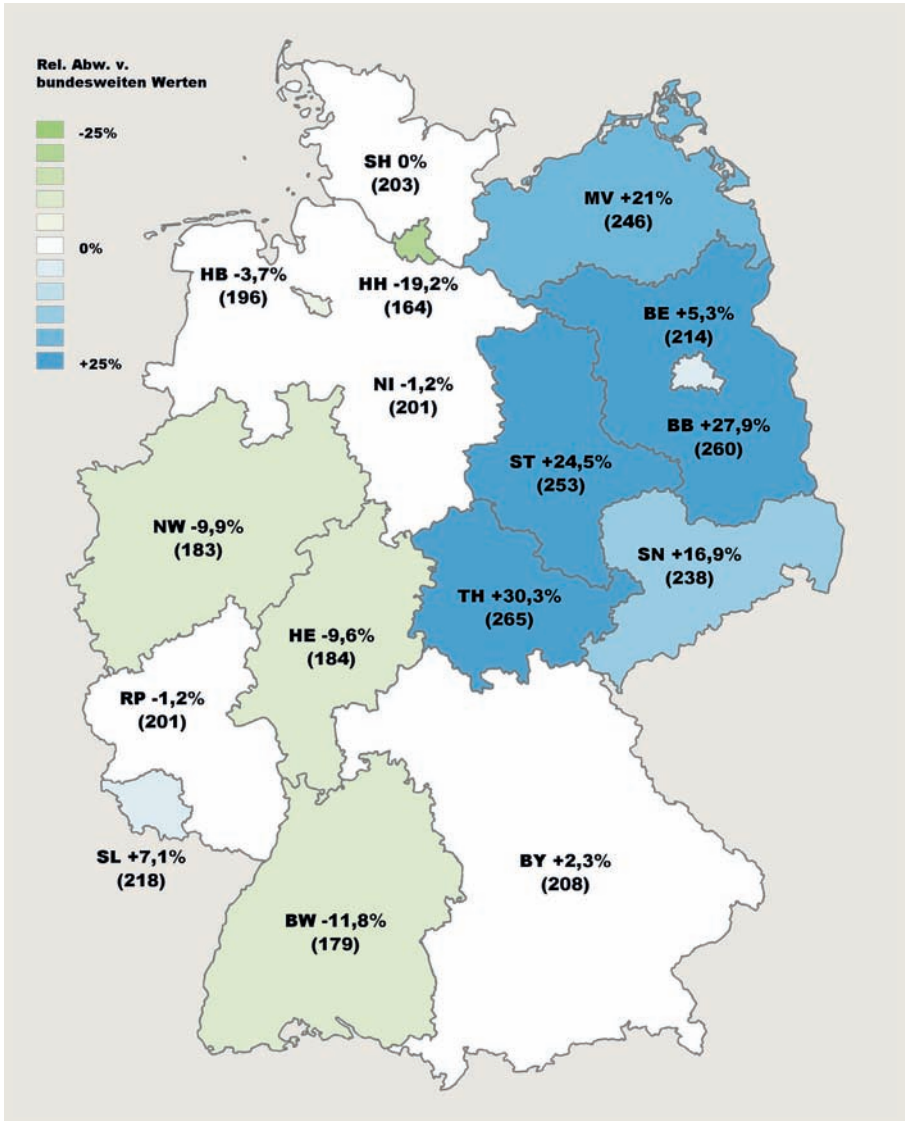 Rel. Abw. v.
bundesweiten Werten
-25%
0%
+25%
SH 0%
(203)
MV +21%
(246)
HB -3,7%
(196)
HH -19,2%
(164)
BE +5,3%
(214)
NI -1,2%
(201)
BB +27,9%
(260)
ST +24,5%
(253)
NW -9,9%
(183)
SN +16,9%
(238)
TH +30,3%
(265)
HE -9,6%
(184)
RP -1,2%
(201)
SL +7,1%
(218)
BY +2,3%
(208)
BW -11,8%
(179)